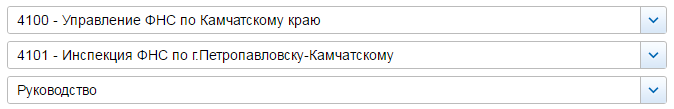 4100 - Управление ФНС по Камчатскому краю
4101 - Инспекция ФНС по г.Петропавловску-Камчатскому
Руководство